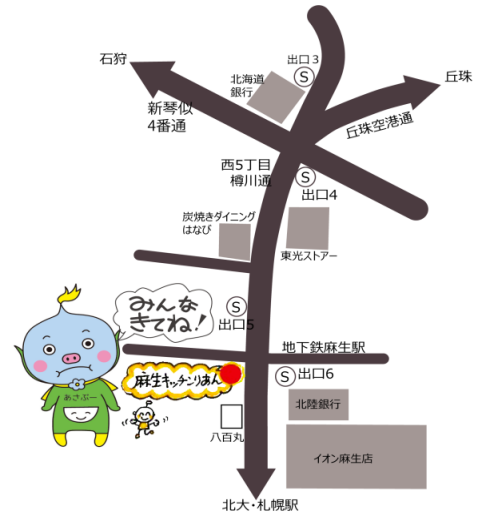 出口3
石狩
北海道
銀行
丘珠
新琴似
4番通
丘珠空港通
西5丁目
樽川通
S
S
出口4
炭焼きダイニング
はなび
東光ストアー
みんな
きてね!
S
出口5
地下鉄麻生駅
麻生キッチンりあん
S
出口6
あさぶー
北陸銀行
八百丸
イオン麻生店
北大・札幌駅